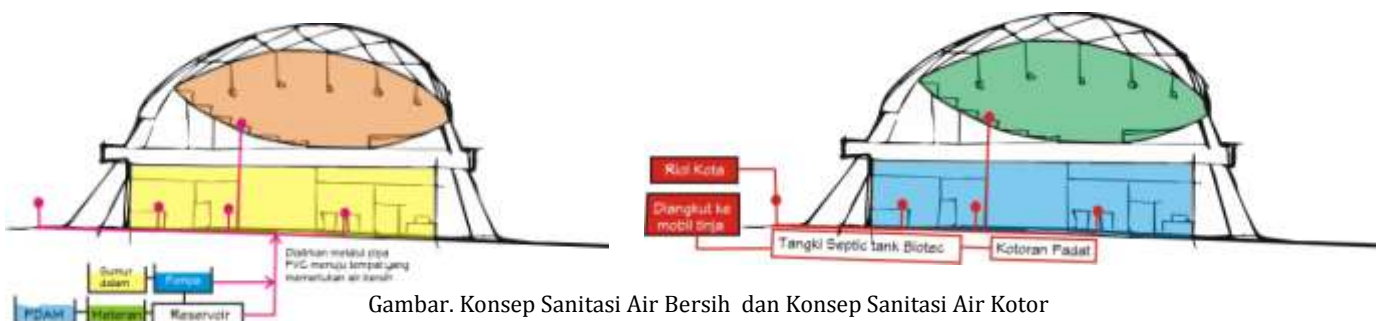 Dialirkan melalui pipa
PVC menuju tempat yang
memerlukan air bersih
Sumur
dalam
Pompa
PDAM
Meteran
Reservoir
Riol Kota
Diangkut ke
mobil tinja
Tangki Septic tank Biotec
Kotoran Padat
Gambar. Konsep Sanitasi Air Bersih dan Konsep Sanitasi Air Kotor